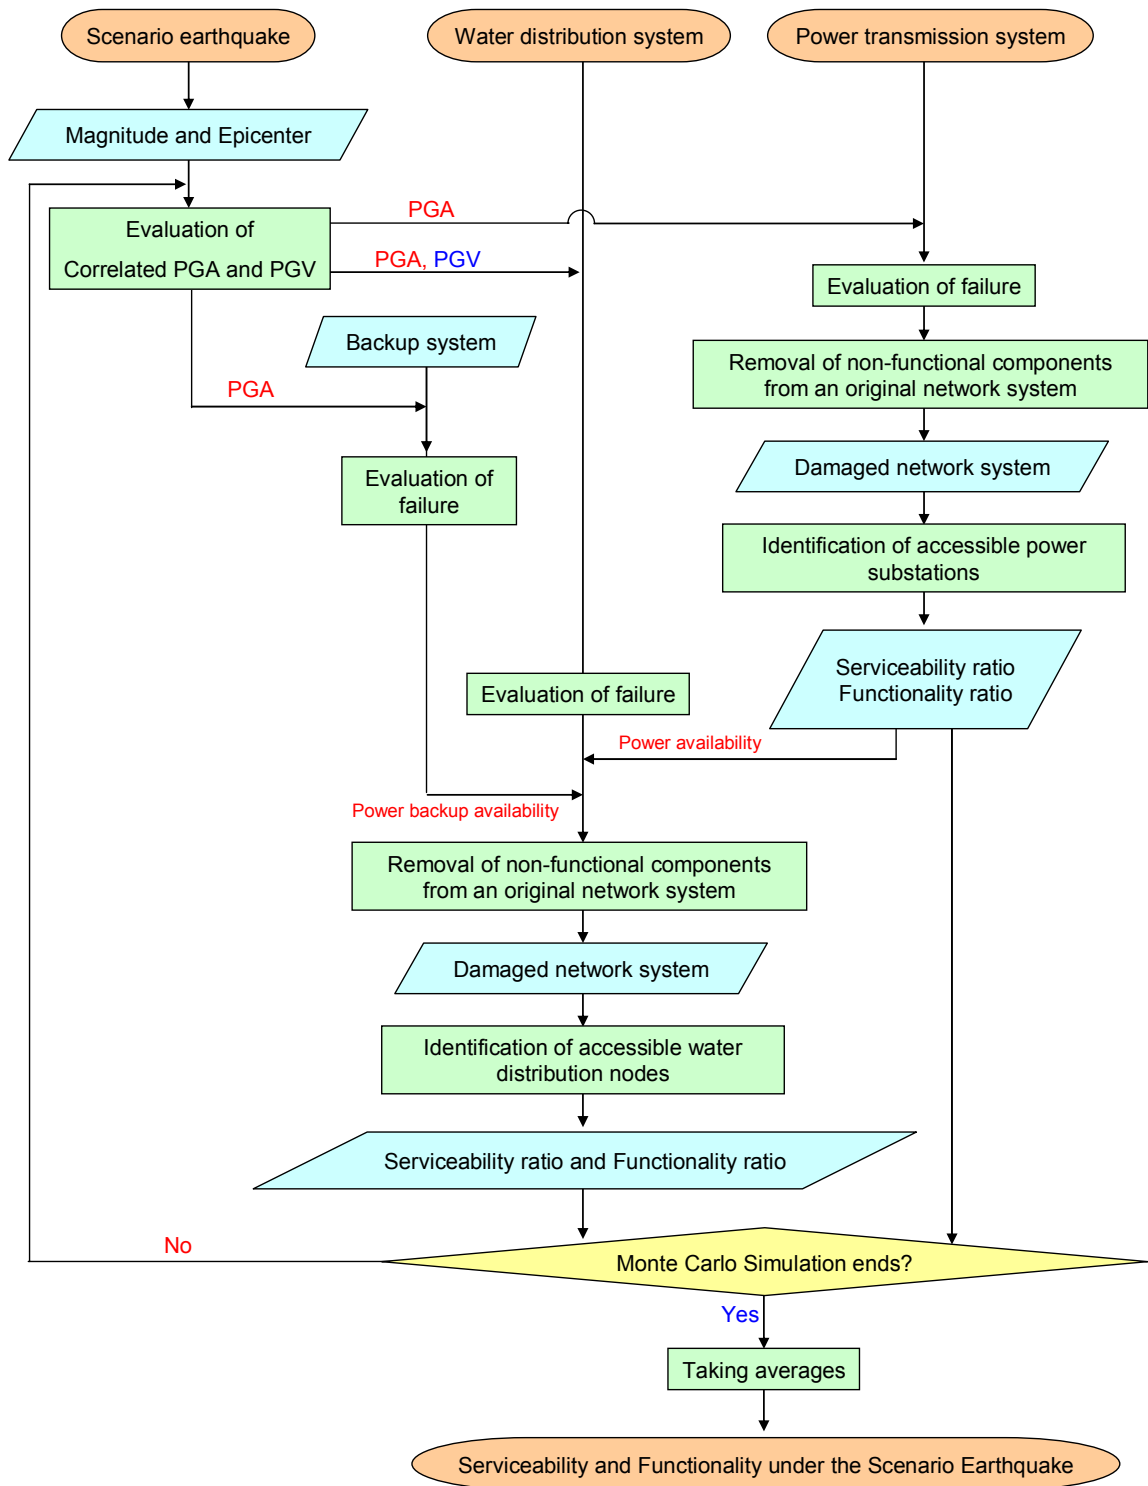 Scenario earthquake
Water distribution system
Power transmission system
Magnitude and Epicenter
PGA
Evaluation of
Correlated PGA and PGV
PGA, PGV
Evaluation of failure
Backup system
Removal of non-functional components
from an original network system
PGA
Damaged network system
Evaluation of
failure
Identification of accessible power
substations
Serviceability ratio
Functionality ratio
Evaluation of failure
Power availability
Power backup availability
Removal of non-functional components
from an original network system
Damaged network system
Identification of accessible water
distribution nodes
Serviceability ratio and Functionality ratio
No
Monte Carlo Simulation ends?
Yes
Taking averages
Serviceability and Functionality under the Scenario Earthquake